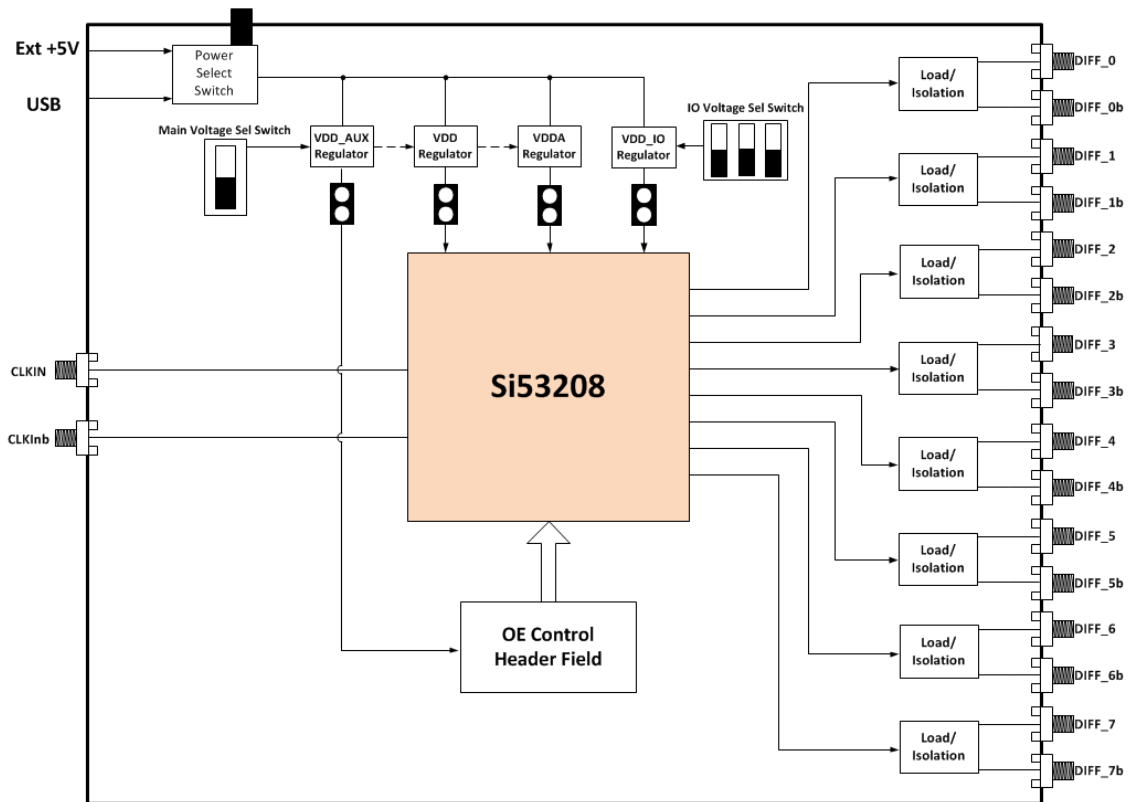 Ext +5V
USB
Power
Select
Switch
Main Voltage Sel Switch
VDD_AUX
Regulator
VDD
Regulator
VDDA
Regulator
VDD_IO
Regulator
IO Voltage Sel Switch
CLKIN
CLKInb
Si53208
OE Control
Header Field
Load/
Isolation
DIFF_0
DIFF_0b
Load/
Isolation
DIFF_1
DIFF_1b
Load/
Isolation
DIFF_2
DIFF_2b
Load/
Isolation
DIFF_3
DIFF_3b
Load/
Isolation
DIFF_4
DIFF_4b
Load/
Isolation
DIFF_5
DIFF_5b
Load/
Isolation
DIFF_6
DIFF_6b
Load/
Isolation
DIFF_7
DIFF_7b